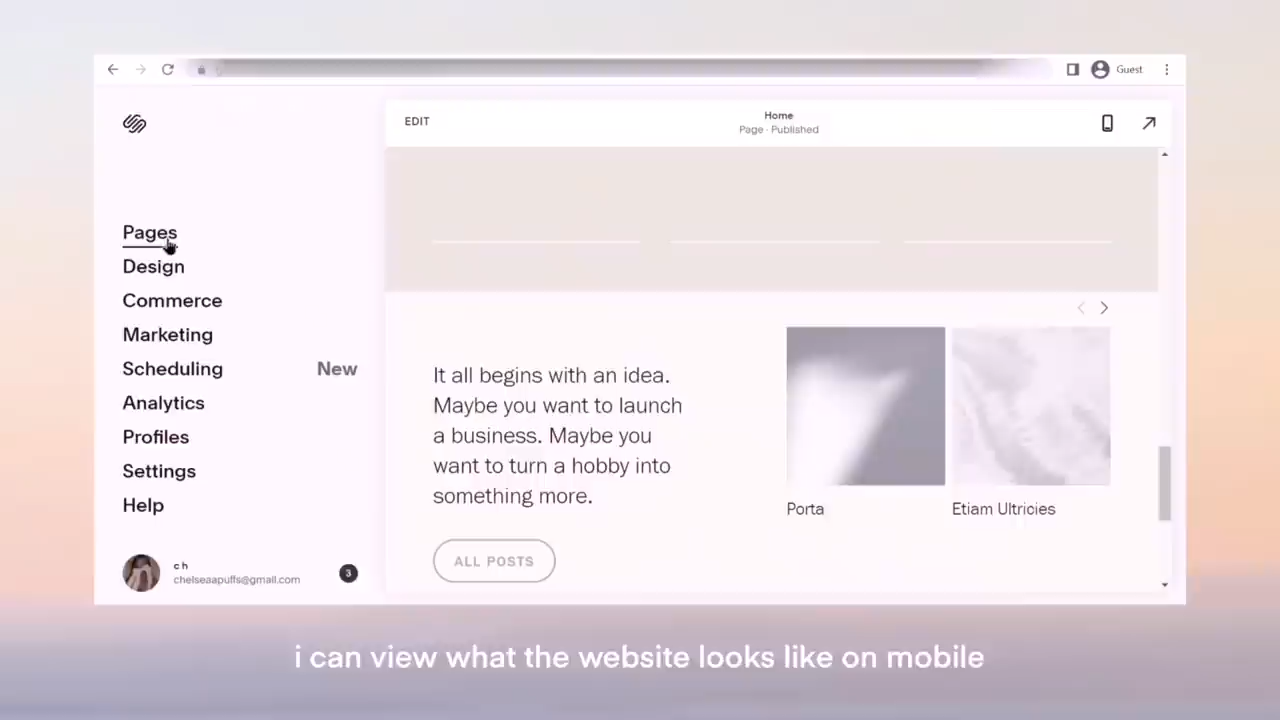 Guest
EDIT
Home
Page · Published
Pages
Design
Commerce
Marketing
Scheduling New
Analytics
Profiles
Settings
Help
c h
chelseaapuffs@gmail.com
3
It all begins with an idea.
Maybe you want to launch
a business. Maybe you
want to turn a hobby into
something more.
ALL POSTS
Porta
Etiam Ultricies
i can view what the website looks like on mobile